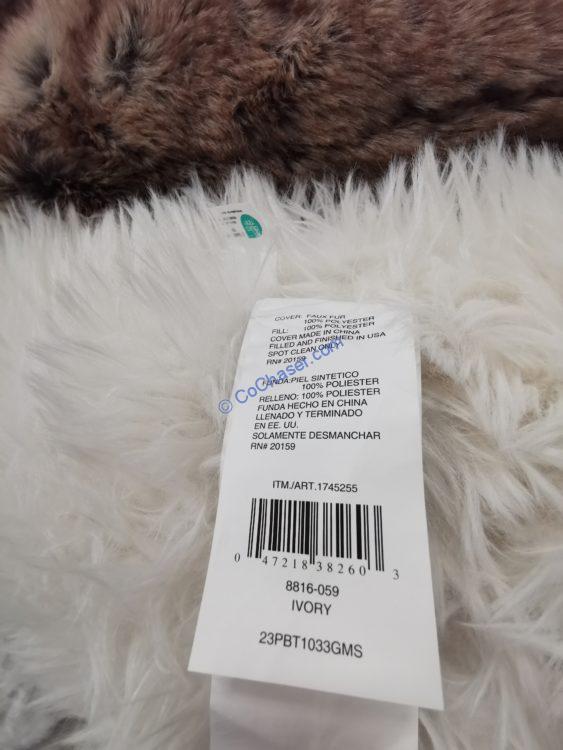 COVER: FAUX FUR
100% POLYESTER
FILL: 100% POLYESTER
COVER MADE IN CHINA
FILLED AND FINISHED IN USA
SPOT CLEAN ONLY
RN# 20159
FUNDA:PIEL SINTETICO
100% POLIESTER
RELLENO: 100% POLIESTER
FUNDA HECHO EN CHINA
LLENADO Y TERMINADO
EN EE. UU.
SOLAMENTE DESMANCHAR
RN# 20159
© CoChaser.com
ITM./ART.1745255
0 47218 38260 3
8816-059
IVORY
23PBT1033GMS